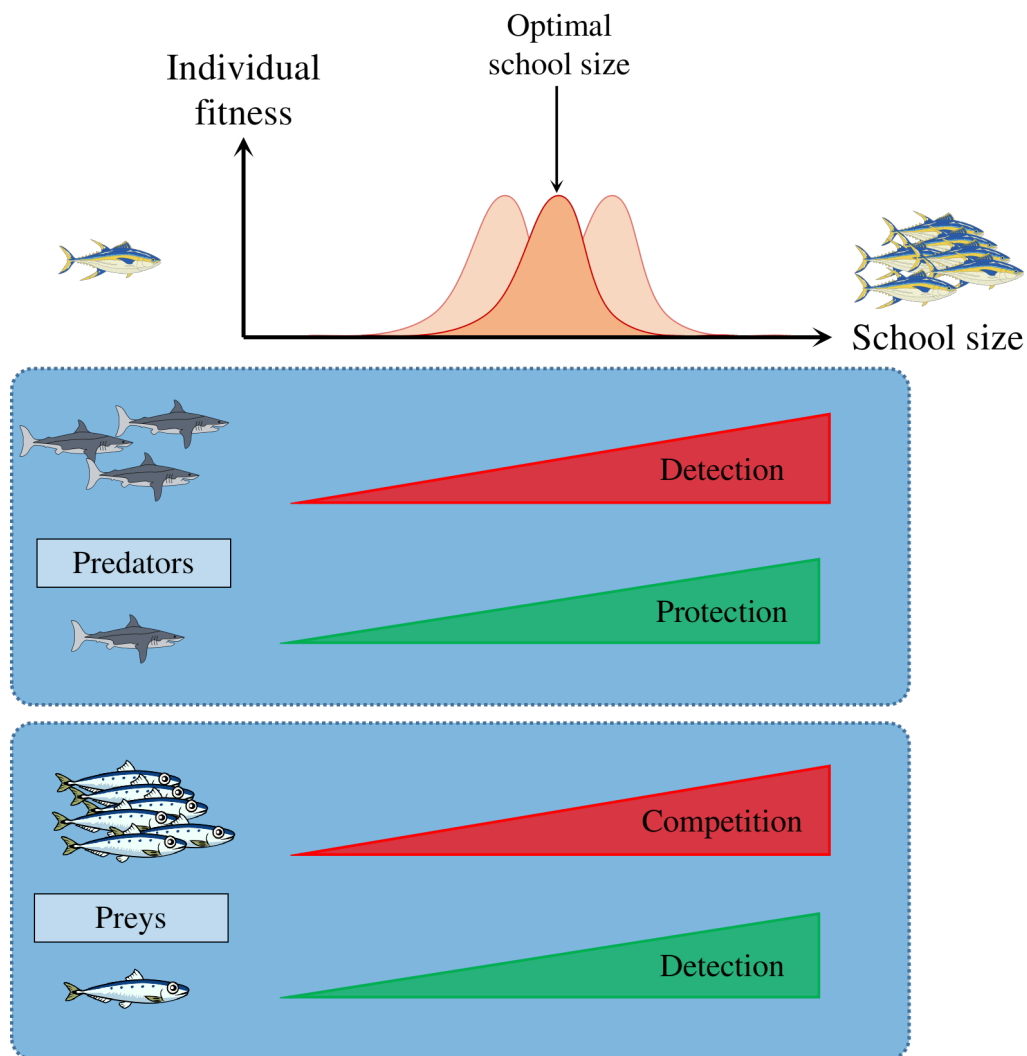 Optimal
school size
Individual
fitness
School size
Detection
Predators
Protection
Competition
Preys
Detection